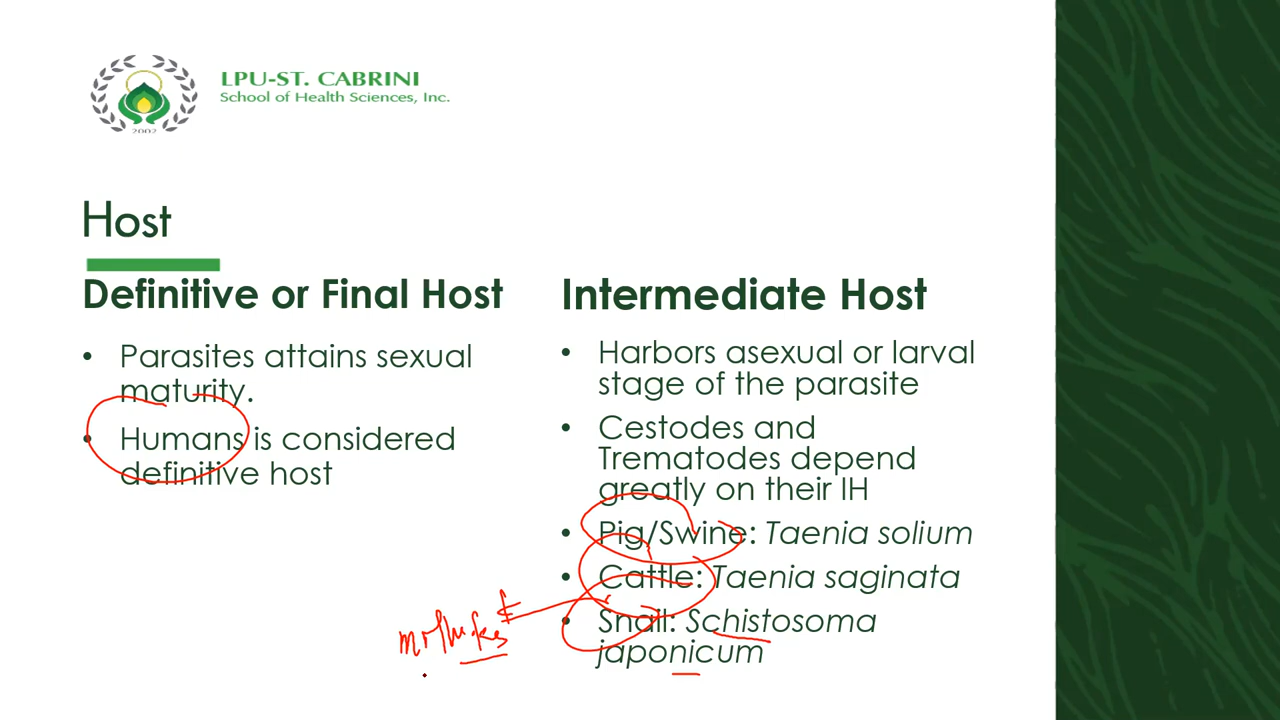 LPU-ST. CABRINI
School of Health Sciences, Inc.
2002
Host
Definitive or Final Host
• Parasites attains sexual
maturity.
• Humans is considered
definitive host
Intermediate Host
• Harbors asexual or larval
stage of the parasite
• Cestodes and
Trematodes depend
greatly on their IH
• Pig/Swine: Taenia solium
• Cattle: Taenia saginata
• Snail: Schistosoma
japonicum